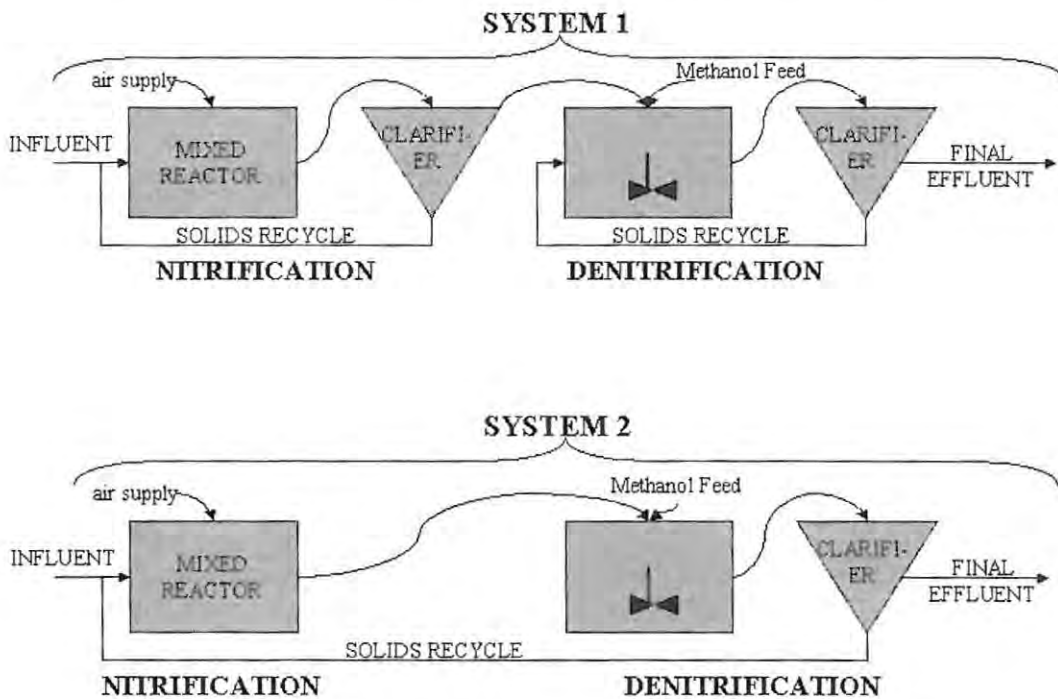 SYSTEM 1
air supply
Methanol Feed
INFLUENT
MIXED
REACTOR
CLARIFI-
ER
CLARIFI-
ER
FINAL
EFFLUENT
SOLIDS RECYCLE
SOLIDS RECYCLE
NITRIFICATION
DENITRIFICATION
SYSTEM 2
air supply
Methanol Feed
INFLUENT
MIXED
REACTOR
CLARIFI-
ER
FINAL
EFFLUENT
SOLIDS RECYCLE
NITRIFICATION
DENITRIFICATION